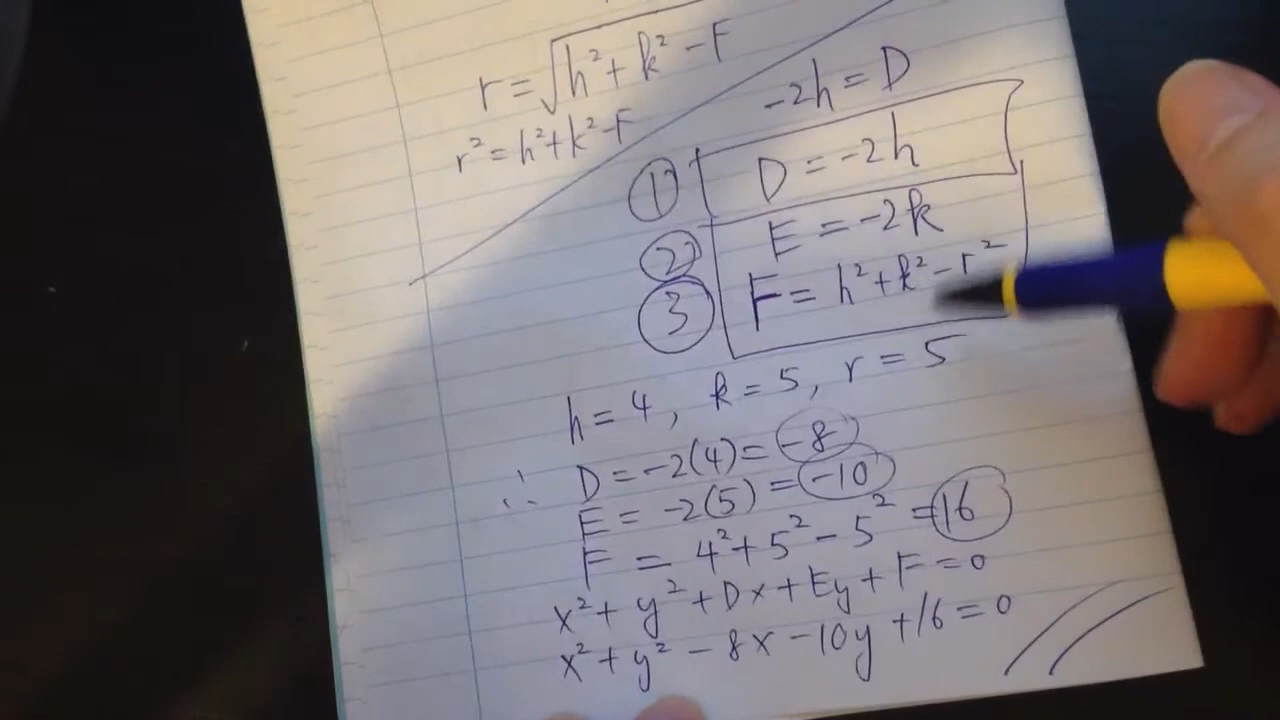 r = √h² + k² - F
r² = h² + k² - F
-2h = D
① D = -2h
② E = -2k
③ F = h² + k² - r²
h = 4, k = 5, r = 5
∴ D = -2(4) = -8
E = -2(5) = -10
F = 4² + 5² - 5² = 16
x² + y² + Dx + Ey + F = 0
x² + y² - 8x - 10y + 16 = 0